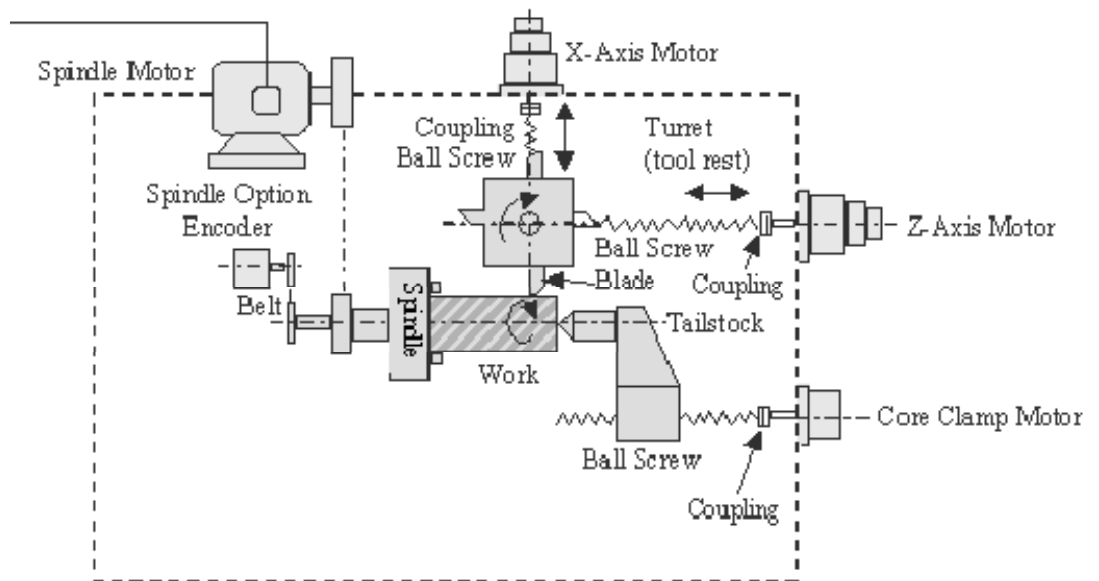 X-Axis Motor
Spindle Motor
Coupling
Ball Screw
Turret
(tool rest)
Spindle Option
Encoder
Ball Screw
Z-Axis Motor
Coupling
Blade
Belt
Spindle
Tailstock
Work
Core Clamp Motor
Ball Screw
Coupling